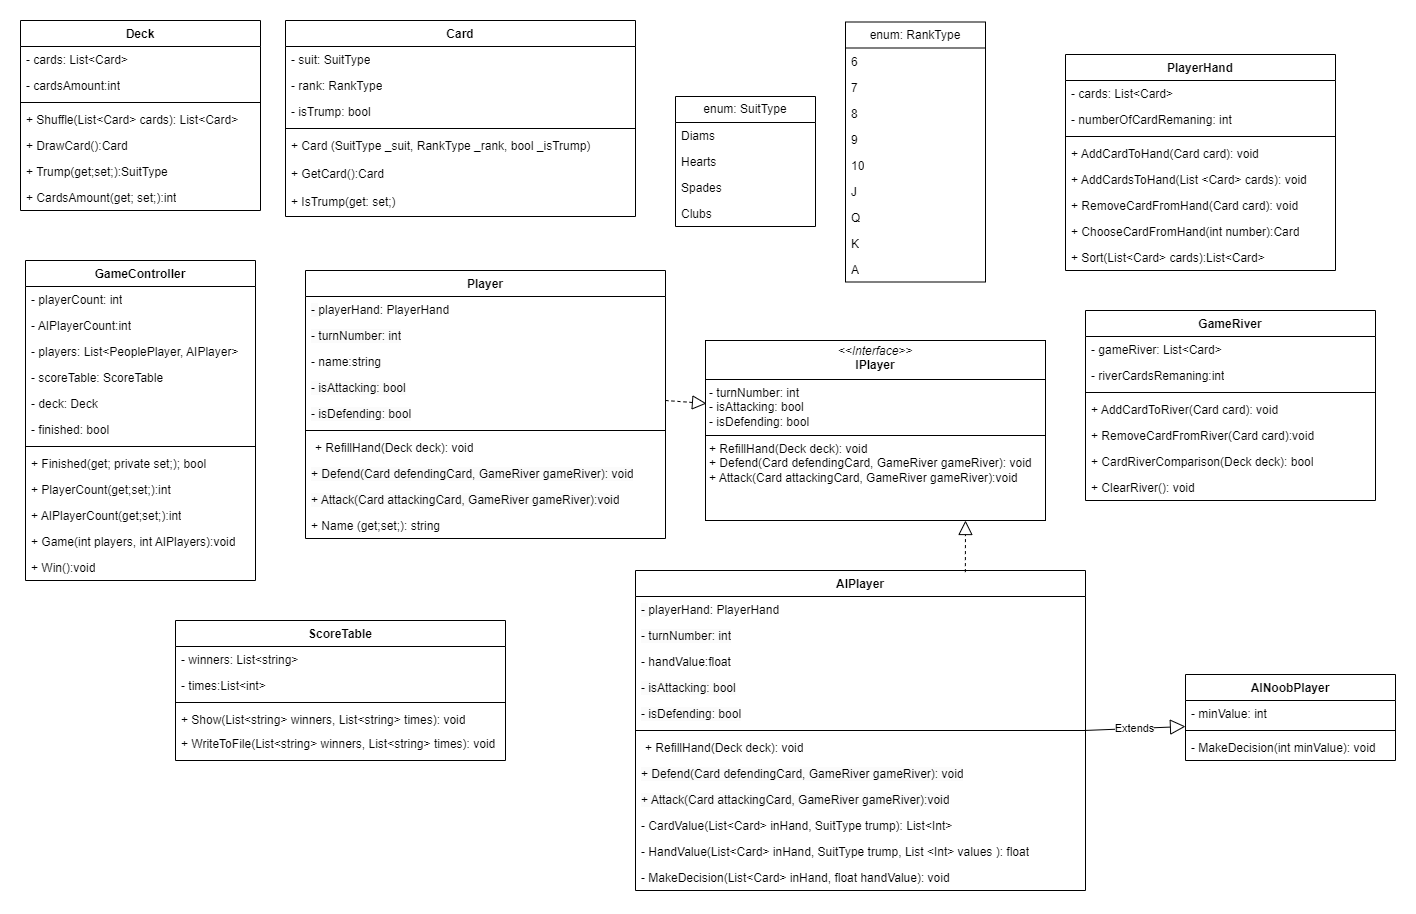 Deck
- cards: List<Card>
- cardsAmount:int
+ Shuffle(List<Card> cards): List<Card>
+ DrawCard():Card
+ Trump(get;set;):SuitType
+ CardsAmount(get; set;):int
Card
- suit: SuitType
- rank: RankType
- isTrump: bool
+ Card (SuitType _suit, RankType _rank, bool _isTrump)
+ GetCard():Card
+ IsTrump(get: set;)
enum: SuitType
Diams
Hearts
Spades
Clubs
enum: RankType
6
7
8
9
10
J
Q
K
A
PlayerHand
- cards: List<Card>
- numberOfCardRemaning: int
+ AddCardToHand(Card card): void
+ AddCardsToHand(List <Card> cards): void
+ RemoveCardFromHand(Card card): void
+ ChooseCardFromHand(int number):Card
+ Sort(List<Card> cards):List<Card>
GameController
- playerCount: int
- AIPlayerCount:int
- players: List<PeoplePlayer, AIPlayer>
- scoreTable: ScoreTable
- deck: Deck
- finished: bool
+ Finished(get; private set;); bool
+ PlayerCount(get;set;):int
+ AIPlayerCount(get;set;):int
+ Game(int players, int AIPlayers):void
+ Win():void
Player
- playerHand: PlayerHand
- turnNumber: int
- name:string
- isAttacking: bool
- isDefending: bool
+ RefillHand(Deck deck): void
+ Defend(Card defendingCard, GameRiver gameRiver): void
+ Attack(Card attackingCard, GameRiver gameRiver):void
+ Name (get;set;): string
<<Interface>>
IPlayer
- turnNumber: int
- isAttacking: bool
- isDefending: bool
+ RefillHand(Deck deck): void
+ Defend(Card defendingCard, GameRiver gameRiver): void
+ Attack(Card attackingCard, GameRiver gameRiver):void
GameRiver
- gameRiver: List<Card>
- riverCardsRemaning:int
+ AddCardToRiver(Card card): void
+ RemoveCardFromRiver(Card card):void
+ CardRiverComparison(Deck deck): bool
+ ClearRiver(): void
ScoreTable
- winners: List<string>
- times:List<int>
+ Show(List<string> winners, List<string> times): void
+ WriteToFile(List<string> winners, List<string> times): void
AIPlayer
- playerHand: PlayerHand
- turnNumber: int
- handValue:float
- isAttacking: bool
- isDefending: bool
+ RefillHand(Deck deck): void
+ Defend(Card defendingCard, GameRiver gameRiver): void
+ Attack(Card attackingCard, GameRiver gameRiver):void
- CardValue(List<Card> inHand, SuitType trump): List<Int>
- HandValue(List<Card> inHand, SuitType trump, List <Int> values ): float
- MakeDecision(List<Card> inHand, float handValue): void
Extends
AINoobPlayer
- minValue: int
- MakeDecision(int minValue): void